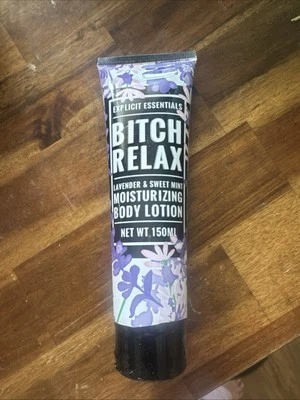 EXPLICIT ESSENTIALS
BITCH
RELAX
LAVENDER & SWEET MINT
MOISTURIZING
BODY LOTION
NET WT 150ML